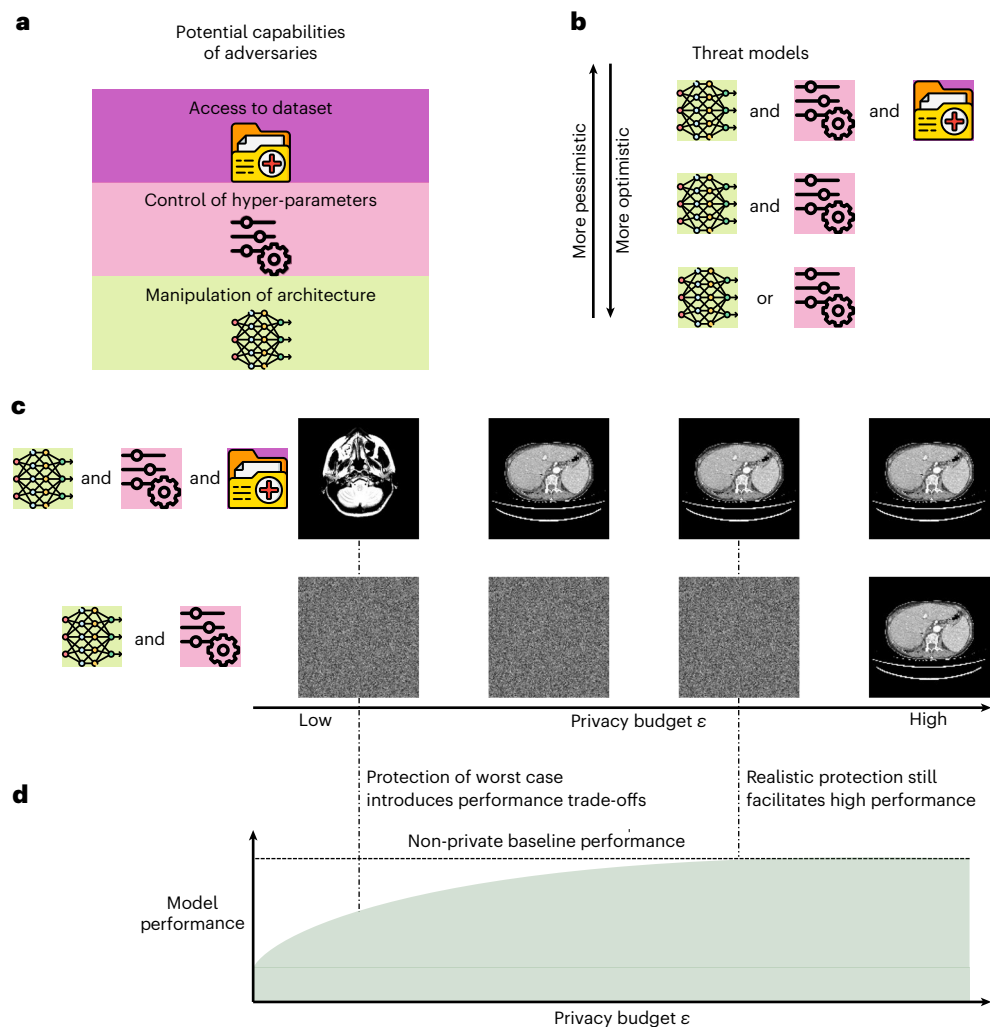 a
Potential capabilities
of adversaries
Access to dataset
Control of hyper-parameters
Manipulation of architecture
b
Threat models
More pessimistic
More optimistic
and
and
and
or
c
and
and
and
Low
Privacy budget ε
High
Protection of worst case
introduces performance trade-offs
Realistic protection still
facilitates high performance
d
Non-private baseline performance
Model
performance
Privacy budget ε